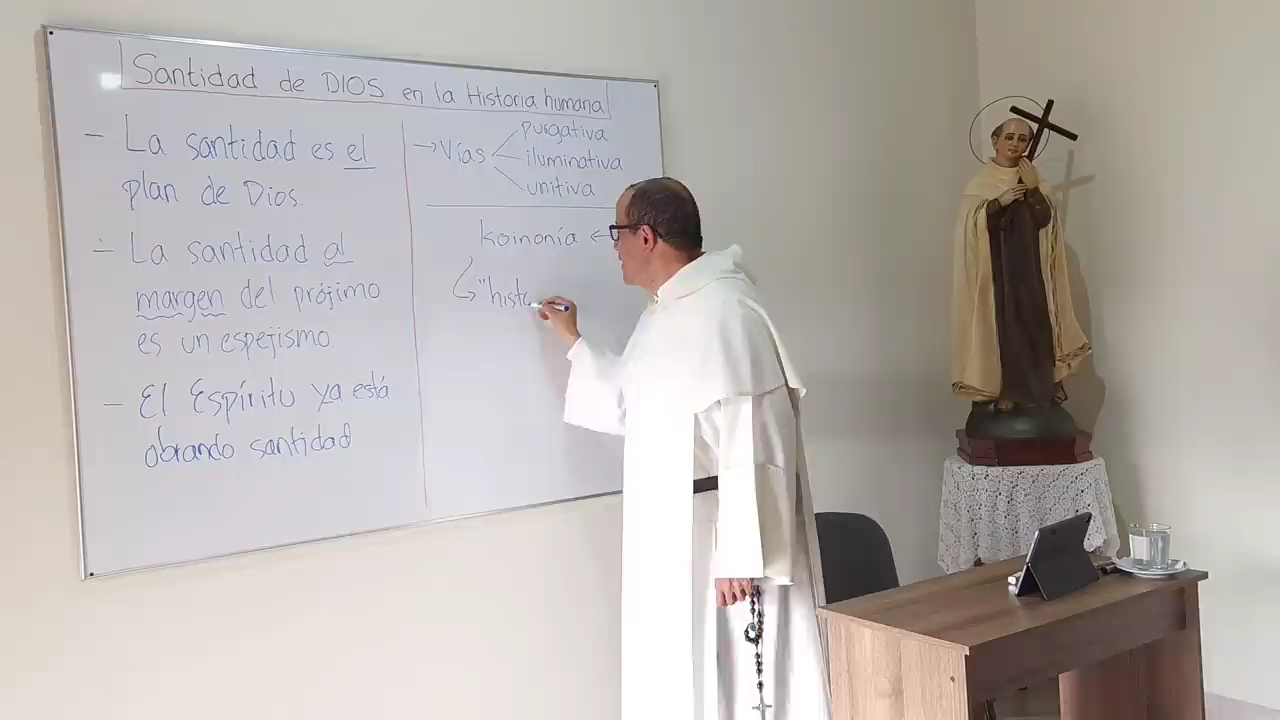 Santidad de DIOS en la Historia humana
- La santidad es el
plan de Dios.
- La santidad al
margen del prójimo
es un espejismo.
- El Espíritu ya está
obrando santidad
→ Vías
purgativa
iluminativa
unitiva
koinonía ←
"histo